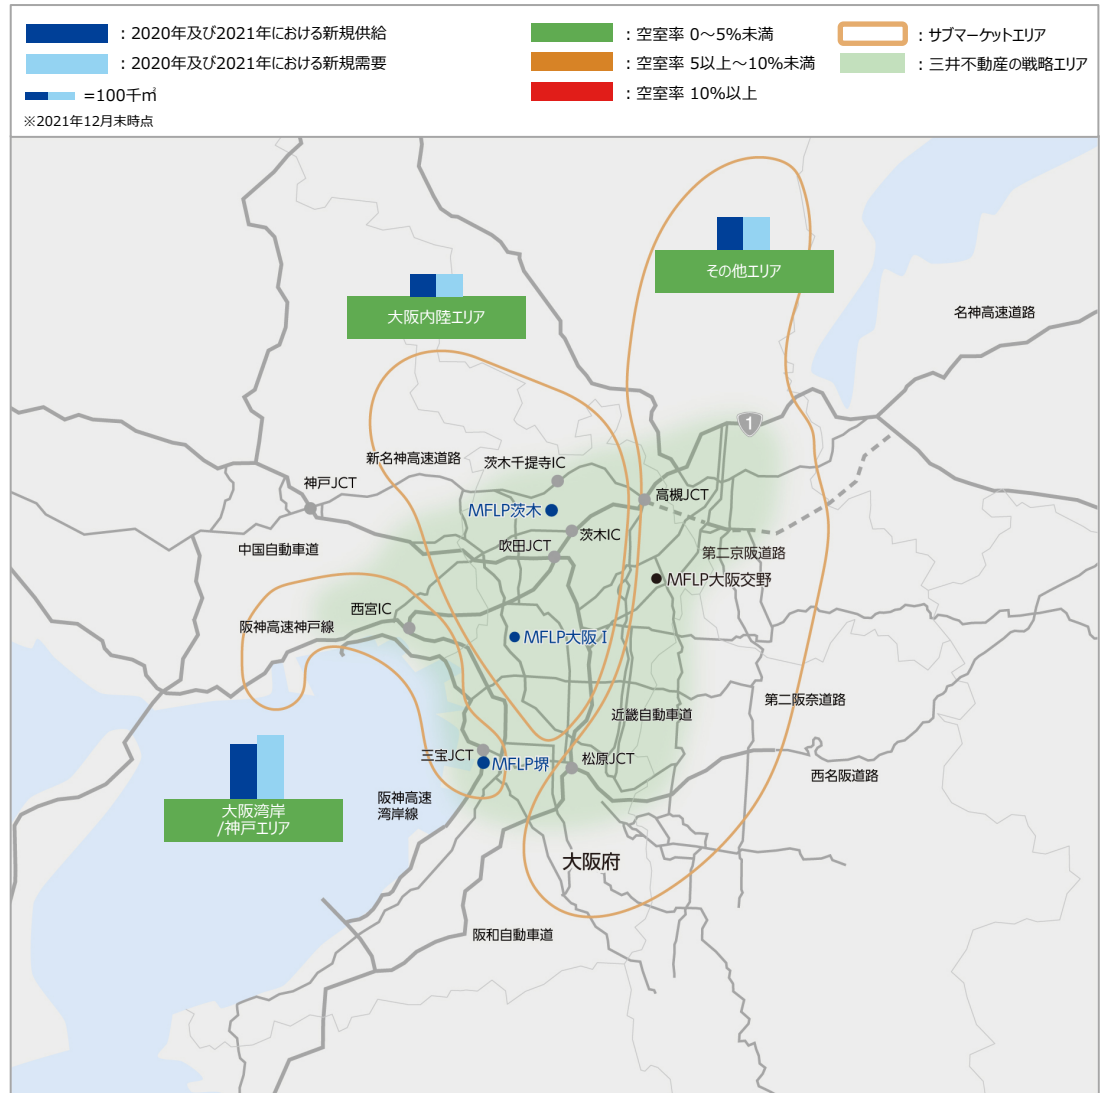 ：2020年及び2021年における新規供給
：2020年及び2021年における新規需要
=100千㎡
※2021年12月末時点
：空室率 0～5%未満
：空室率 5以上～10%未満
：空室率 10%以上
：サブマーケットエリア
：三井不動産の戦略エリア
その他エリア
大阪内陸エリア
名神高速道路
1
新名神高速道路
茨木千提寺IC
神戸JCT
高槻JCT
MFLP茨木
茨木IC
中国自動車道
吹田JCT
第二京阪道路
MFLP大阪交野
西宮IC
阪神高速神戸線
MFLP大阪Ⅰ
第二阪奈道路
近畿自動車道
三宝JCT
MFLP堺
松原JCT
西名阪道路
阪神高速
湾岸線
大阪湾岸
/神戸エリア
大阪府
阪和自動車道